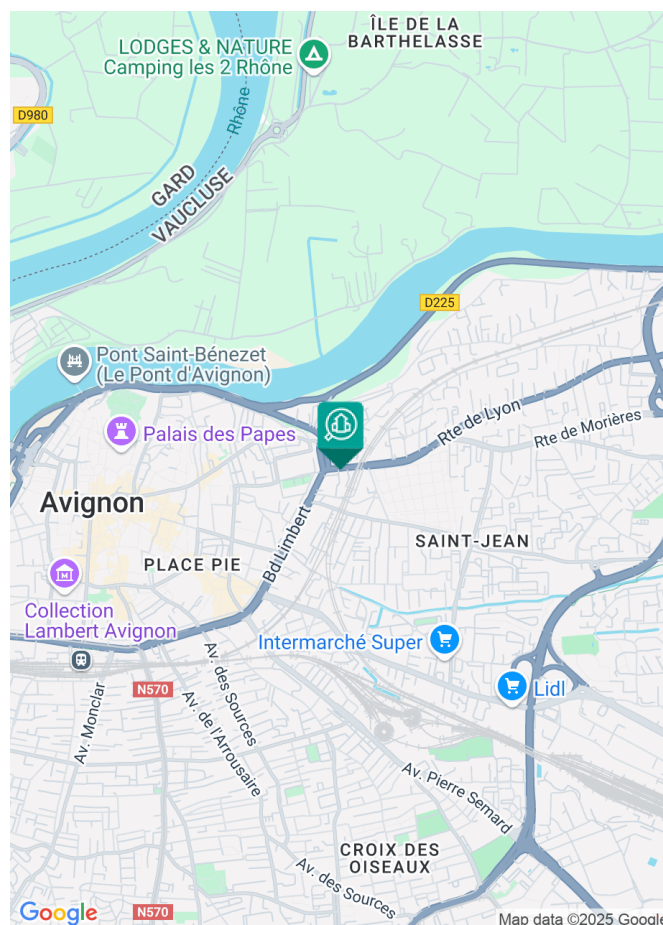 ÎLE DE LA
BARTHELASSE
LODGES & NATURE
Camping les 2 Rhône
D980
Rhône
GARD
VAUCLUSE
D225
Pont Saint-Bénezet
(Le Pont d'Avignon)
Palais des Papes
Rte de Lyon
Rte de Morières
Avignon
Bd Limbert
SAINT-JEAN
PLACE PIE
Collection
Lambert Avignon
Intermarché Super
Lidl
N570
Av. Monclar
Av. des Sources
Av. de l'Arrousaire
Av. Pierre Semard
CROIX DES
OISEAUX
Av. des Sources
N570
Google
Map data ©2025 Google